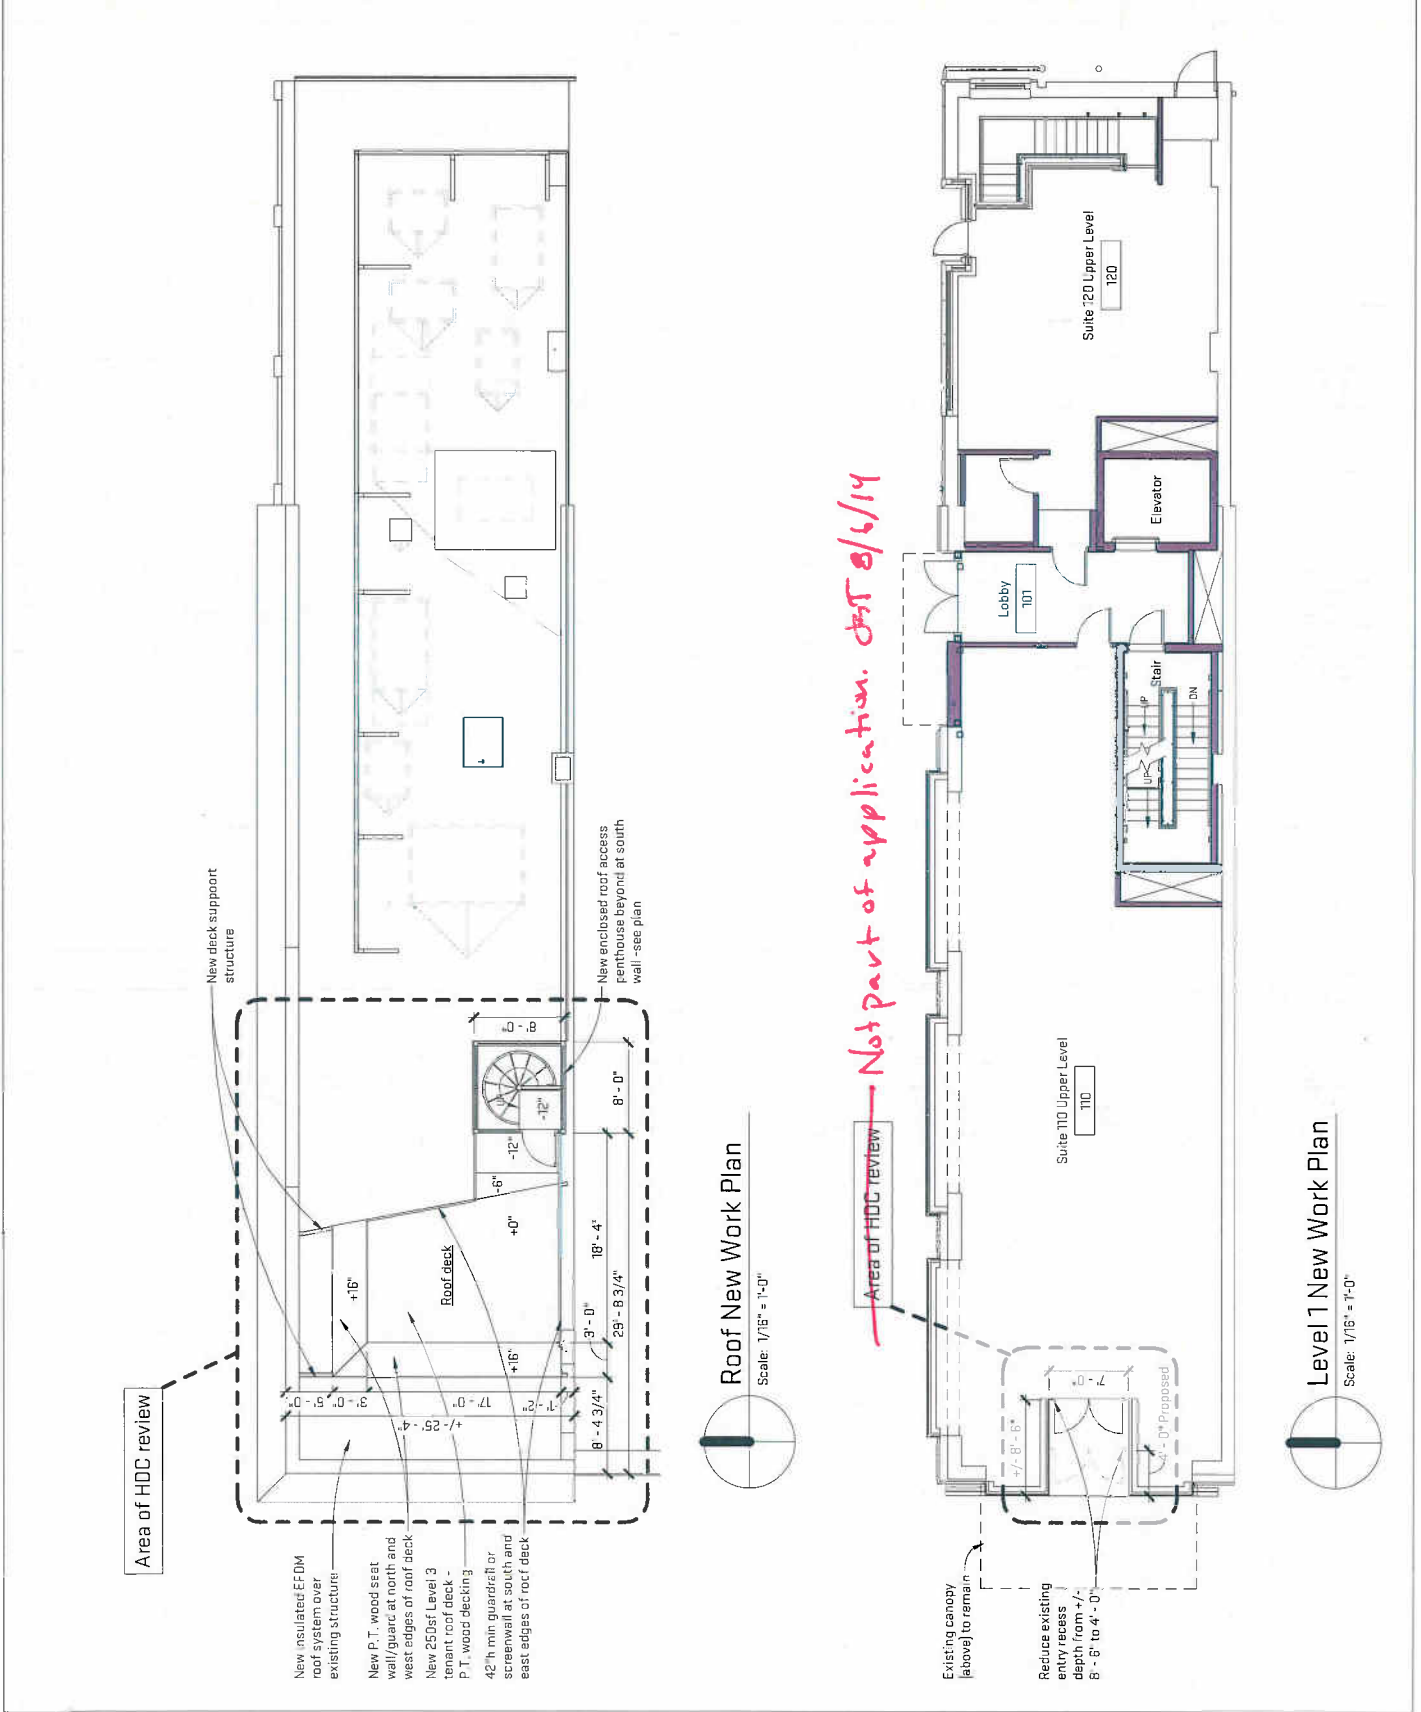 Area of HDC review
New insulated EPDM
roof system over
existing structure
New P.T. wood seat
wall/guard at north and
west edges of roof deck
New 250sf Level 3
tenant roof deck -
P.T. wood decking
42"h min guardrail or
screenwall at south and
east edges of roof deck
New deck support
structure
New enclosed roof access
penthouse beyond at south
wall -see plan
Roof deck
+16"
+16"
+0"
-6"
-12"
-12"
UP
8' - 0"
8' - 0"
18' - 4"
3' - 0"
29' - 8 3/4"
8' - 4 3/4"
5' - 0"
3' - 0"
17' - 0"
1' - 2"
+/- 25' - 4"
Roof New Work Plan
Scale: 1/16" = 1'-0"
Area of HDC review
Not part of application. 8/6/14
Existing canopy
(above) to remain
Reduce existing
entry recess
depth from +/-
8' - 6" to 4' - 0"
+/- 8' - 6"
7' - 0"
4' - 0" Proposed
Suite 110 Upper Level
110
Stair
UP
UP
DN
Lobby
101
Elevator
Suite 120 Upper Level
120
Level 1 New Work Plan
Scale: 1/16" = 1'-0"